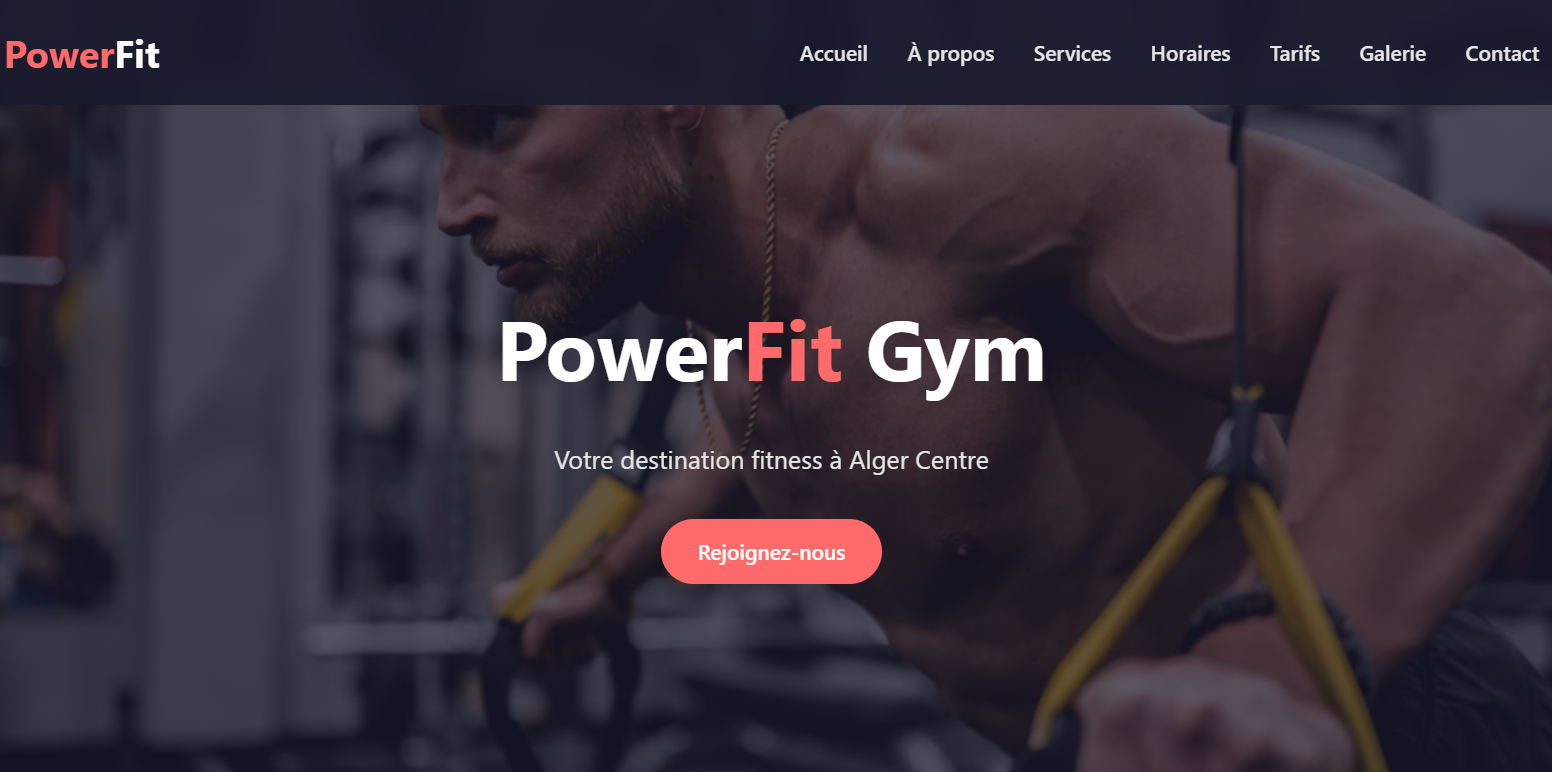 PowerFit
Accueil À propos Services Horaires Tarifs Galerie Contact
PowerFit Gym
Votre destination fitness à Alger Centre
Rejoignez-nous